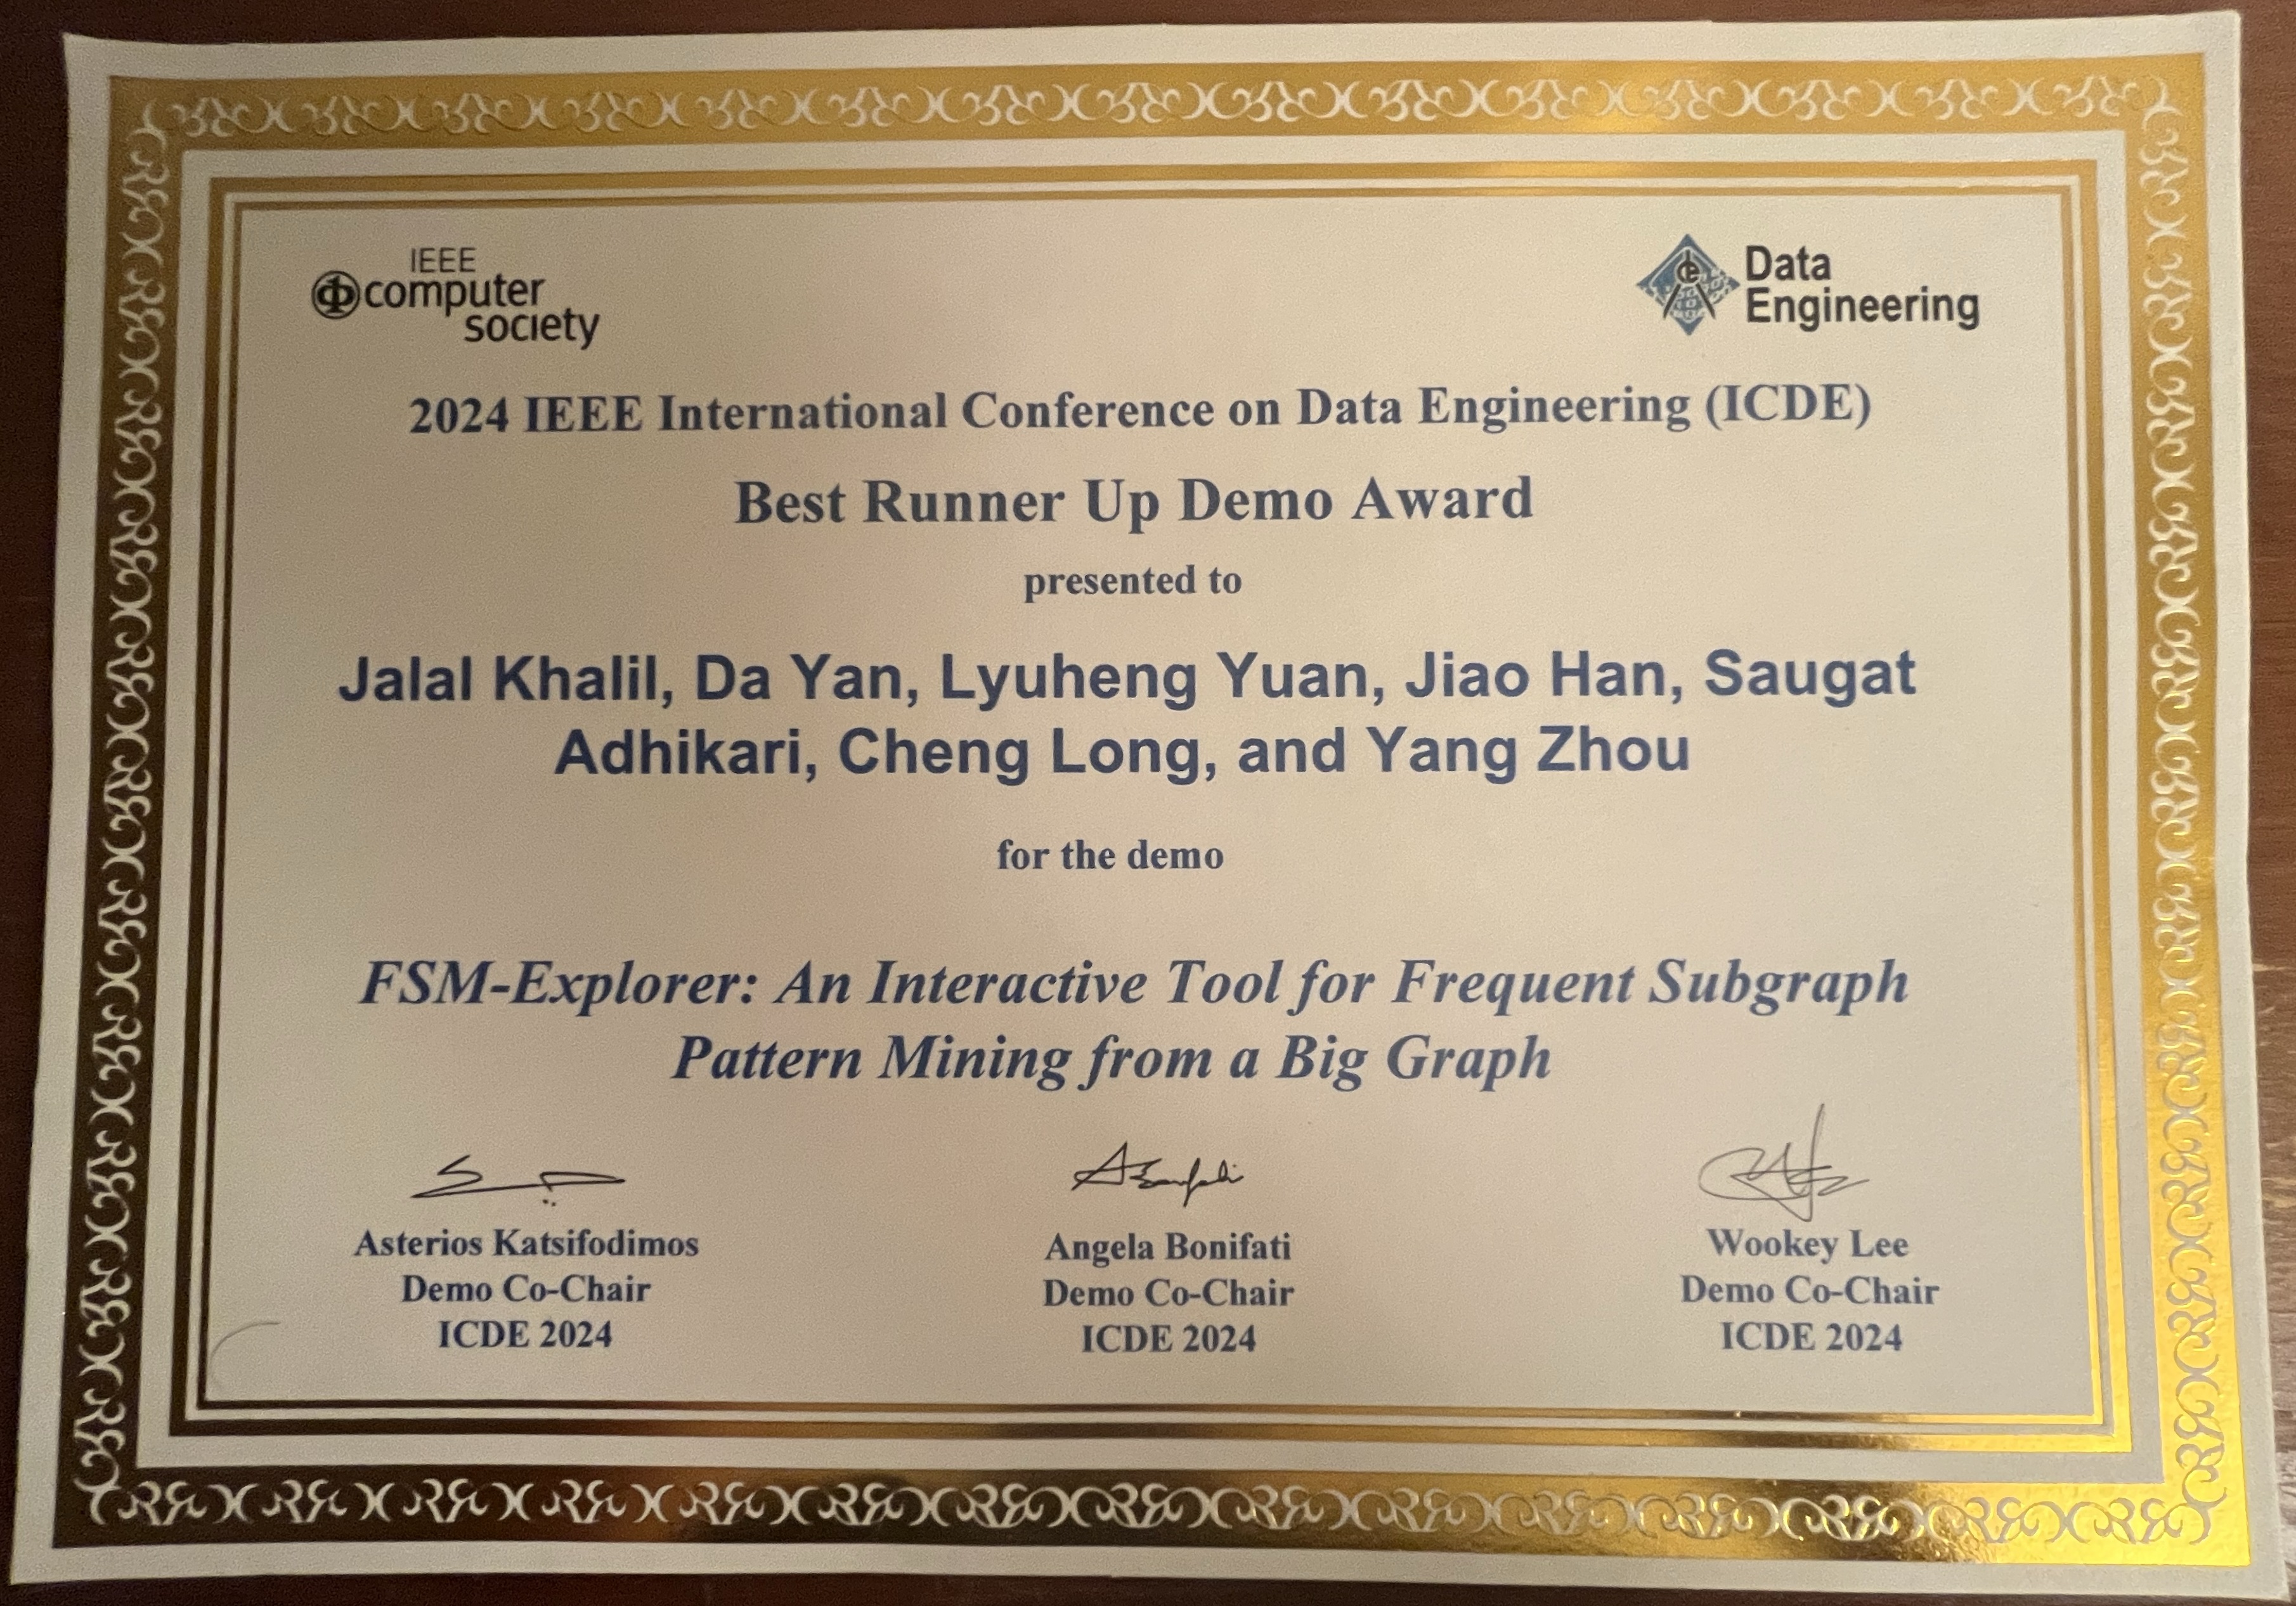 IEEE
computer
society
Data
Engineering
2024 IEEE International Conference on Data Engineering (ICDE)
Best Runner Up Demo Award
presented to
Jalal Khalil, Da Yan, Lyuheng Yuan, Jiao Han, Saugat
Adhikari, Cheng Long, and Yang Zhou
for the demo
FSM-Explorer: An Interactive Tool for Frequent Subgraph
Pattern Mining from a Big Graph
Asterios Katsifodimos
Demo Co-Chair
ICDE 2024
Angela Bonifati
Demo Co-Chair
ICDE 2024
Wookey Lee
Demo Co-Chair
ICDE 2024